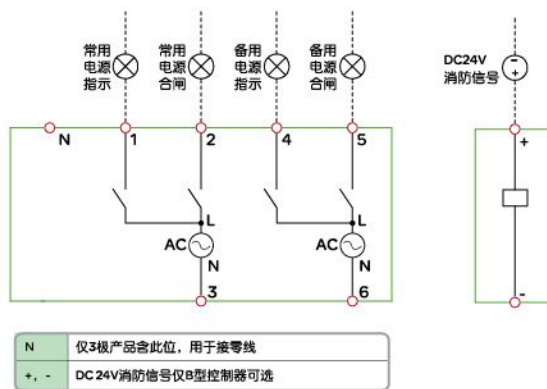 常用
电源
指示
常用
电源
合闸
备用
电源
指示
备用
电源
合闸
DC24V
消防信号
-
+
N
1
2
4
5
+
L
L
AC
AC
N
N
3
6
-
N 仅3极产品含此位，用于接零线
+, - DC 24V消防信号仅B型控制器可选